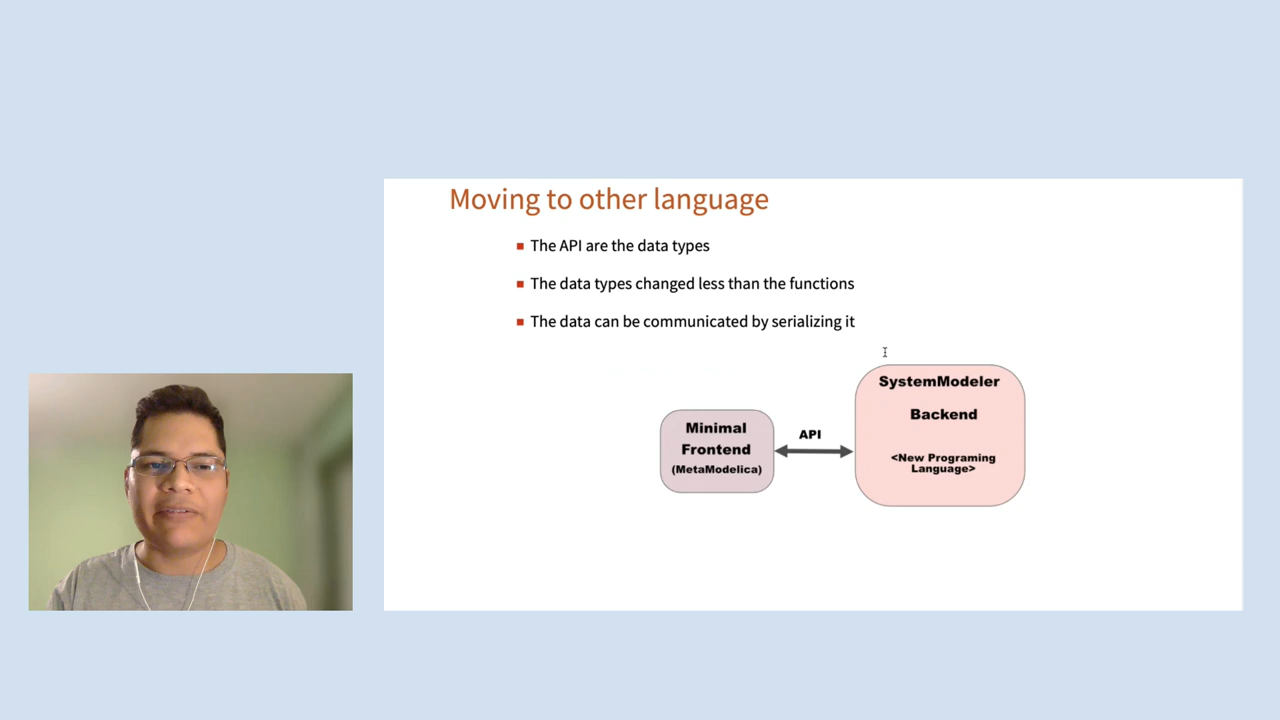 Moving to other language
The API are the data types
The data types changed less than the functions
The data can be communicated by serializing it
Minimal
Frontend
(MetaModelica)
API
SystemModeler
Backend
<New Programing
Language>